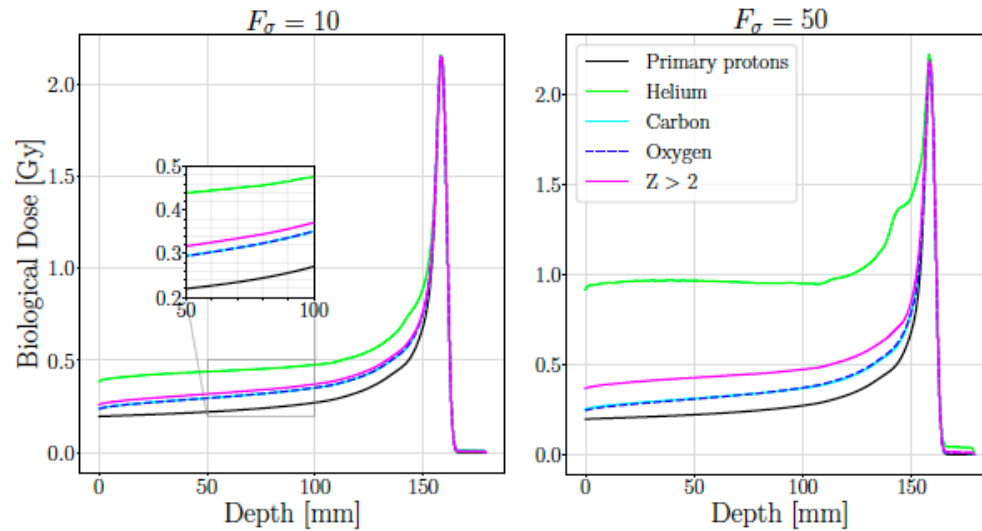 F_σ = 10
F_σ = 50
Biological Dose [Gy]
2.0
1.5
1.0
0.5
0.0
0.5
0.4
0.3
0.2
50
100
0
50
100
150
Depth [mm]
Primary protons
Helium
Carbon
Oxygen
Z > 2
2.0
1.5
1.0
0.5
0.0
0
50
100
150
Depth [mm]